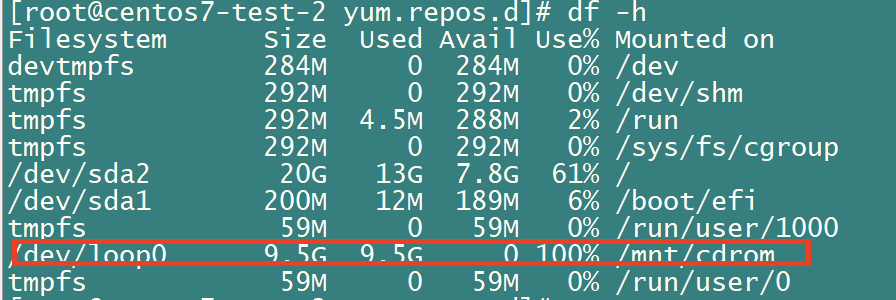 [root@centos7-test-2 yum.repos.d]# df -h
Filesystem      Size  Used Avail Use% Mounted on
devtmpfs        284M     0  284M   0% /dev
tmpfs           292M     0  292M   0% /dev/shm
tmpfs           292M  4.5M  288M   2% /run
tmpfs           292M     0  292M   0% /sys/fs/cgroup
/dev/sda2        20G   13G  7.8G  61% /
/dev/sda1       200M   12M  189M   6% /boot/efi
tmpfs            59M     0   59M   0% /run/user/1000
/dev/loop0      9.5G  9.5G     0 100% /mnt/cdrom
tmpfs            59M     0   59M   0% /run/user/0